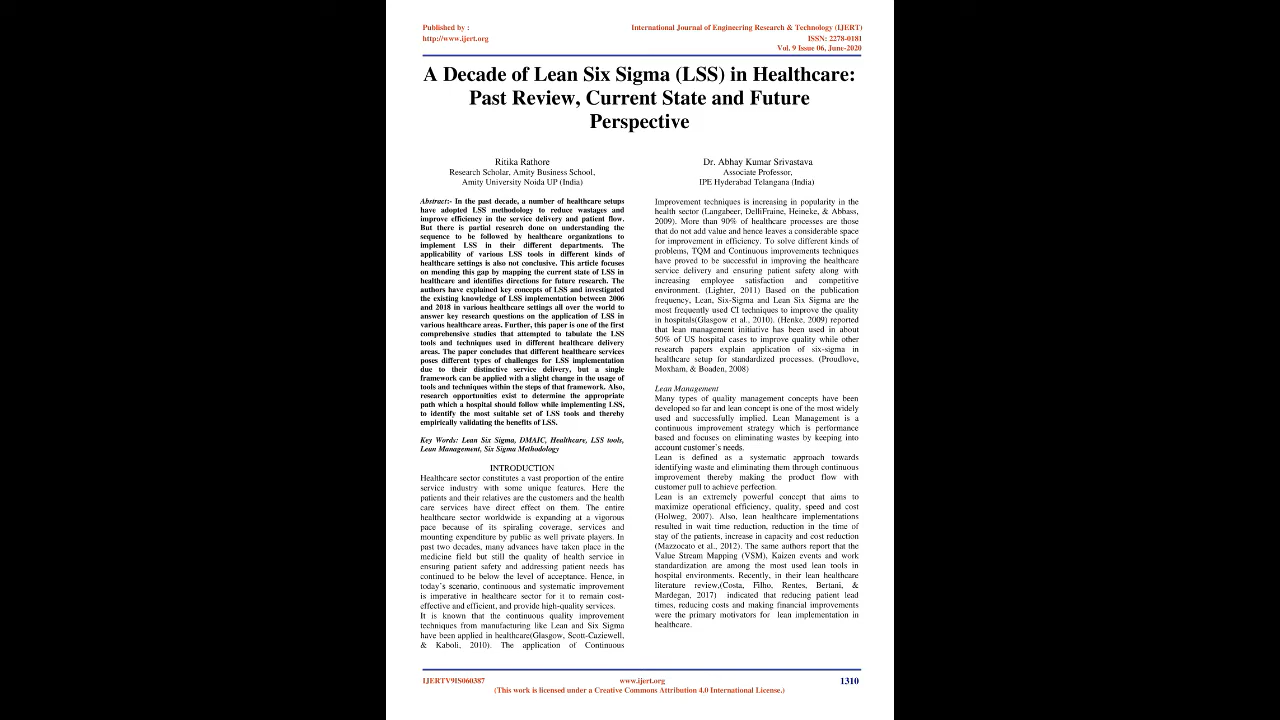 Published by :
http://www.ijert.org
International Journal of Engineering Research & Technology (IJERT)
ISSN: 2278-0181
Vol. 9 Issue 06, June-2020
A Decade of Lean Six Sigma (LSS) in Healthcare:
Past Review, Current State and Future
Perspective
Ritika Rathore
Research Scholar, Amity Business School,
Amity University Noida UP (India)
Dr. Abhay Kumar Srivastava
Associate Professor,
IPE Hyderabad Telangana (India)
Abstract:- In the past decade, a number of healthcare setups
have adopted LSS methodology to reduce wastages and
improve efficiency in the service delivery and patient flow.
But there is partial research done on understanding the
sequence to be followed by healthcare organizations to
implement LSS in their different departments. The
applicability of various LSS tools in different kinds of
healthcare settings is also not conclusive. This article focuses
on mending this gap by mapping the current state of LSS in
healthcare and identifies directions for future research. The
authors have explained key concepts of LSS and investigated
the existing knowledge of LSS implementation between 2006
and 2018 in various healthcare settings all over the world to
answer key research questions on the application of LSS in
various healthcare areas. Further, this paper is one of the first
comprehensive studies that attempted to tabulate the LSS
tools and techniques used in different healthcare delivery
areas. The paper concludes that different healthcare services
poses different types of challenges for LSS implementation
due to their distinctive service delivery, but a single
framework can be applied with a slight change in the usage of
tools and techniques within the steps of that framework. Also,
research opportunities exist to determine the appropriate
path which a hospital should follow while implementing LSS,
to identify the most suitable set of LSS tools and thereby
empirically validating the benefits of LSS.
Key Words: Lean Six Sigma, DMAIC, Healthcare, LSS tools,
Lean Management, Six Sigma Methodology
INTRODUCTION
Healthcare sector constitutes a vast proportion of the entire
service industry with some unique features. Here the
patients and their relatives are the customers and the health
care services have direct effect on them. The entire
healthcare sector worldwide is expanding at a vigorous
pace because of its spiraling coverage, services and
mounting expenditure by public as well private players. In
past two decades, many advances have taken place in the
medicine field but still the quality of health service in
ensuring patient safety and addressing patient needs has
continued to be below the level of acceptance. Hence, in
today's scenario, continuous and systematic improvement
is imperative in healthcare sector for it to remain cost-
effective and efficient, and provide high-quality services.
It is known that the continuous quality improvement
techniques from manufacturing like Lean and Six Sigma
have been applied in healthcare(Glasgow, Scott-Caziewell,
& Kaboli, 2010). The application of Continuous
Improvement techniques is increasing in popularity in the
health sector (Langabeer, DelliFraine, Heineke, & Abbass,
2009). More than 90% of healthcare processes are those
that do not add value and hence leaves a considerable space
for improvement in efficiency. To solve different kinds of
problems, TQM and Continuous improvements techniques
have proved to be successful in improving the healthcare
service delivery and ensuring patient safety along with
increasing employee satisfaction and competitive
environment. (Lighter, 2011) Based on the publication
frequency, Lean, Six-Sigma and Lean Six Sigma are the
most frequently used CI techniques to improve the quality
in hospitals(Glasgow et al., 2010). (Henke, 2009) reported
that lean management initiative has been used in about
50% of US hospital cases to improve quality while other
research papers explain application of six-sigma in
healthcare setup for standardized processes. (Proudlove,
Moxham, & Boaden, 2008)
Lean Management
Many types of quality management concepts have been
developed so far and lean concept is one of the most widely
used and successfully implied. Lean Management is a
continuous improvement strategy which is performance
based and focuses on eliminating wastes by keeping into
account customer's needs.
Lean is defined as a systematic approach towards
identifying waste and eliminating them through continuous
improvement thereby making the product flow with
customer pull to achieve perfection.
Lean is an extremely powerful concept that aims to
maximize operational efficiency, quality, speed and cost
(Holweg, 2007). Also, lean healthcare implementations
resulted in wait time reduction, reduction in the time of
stay of the patients, increase in capacity and cost reduction
(Mazzocato et al., 2012). The same authors report that the
Value Stream Mapping (VSM), Kaizen events and work
standardization are among the most used lean tools in
hospital environments. Recently, in their lean healthcare
literature review,(Costa, Filho, Rentes, Bertani, &
Mardegan, 2017) indicated that reducing patient lead
times, reducing costs and making financial improvements
were the primary motivators for lean implementation in
healthcare.
IJERTV9IS060387
www.ijert.org
1310
(This work is licensed under a Creative Commons Attribution 4.0 International License.)